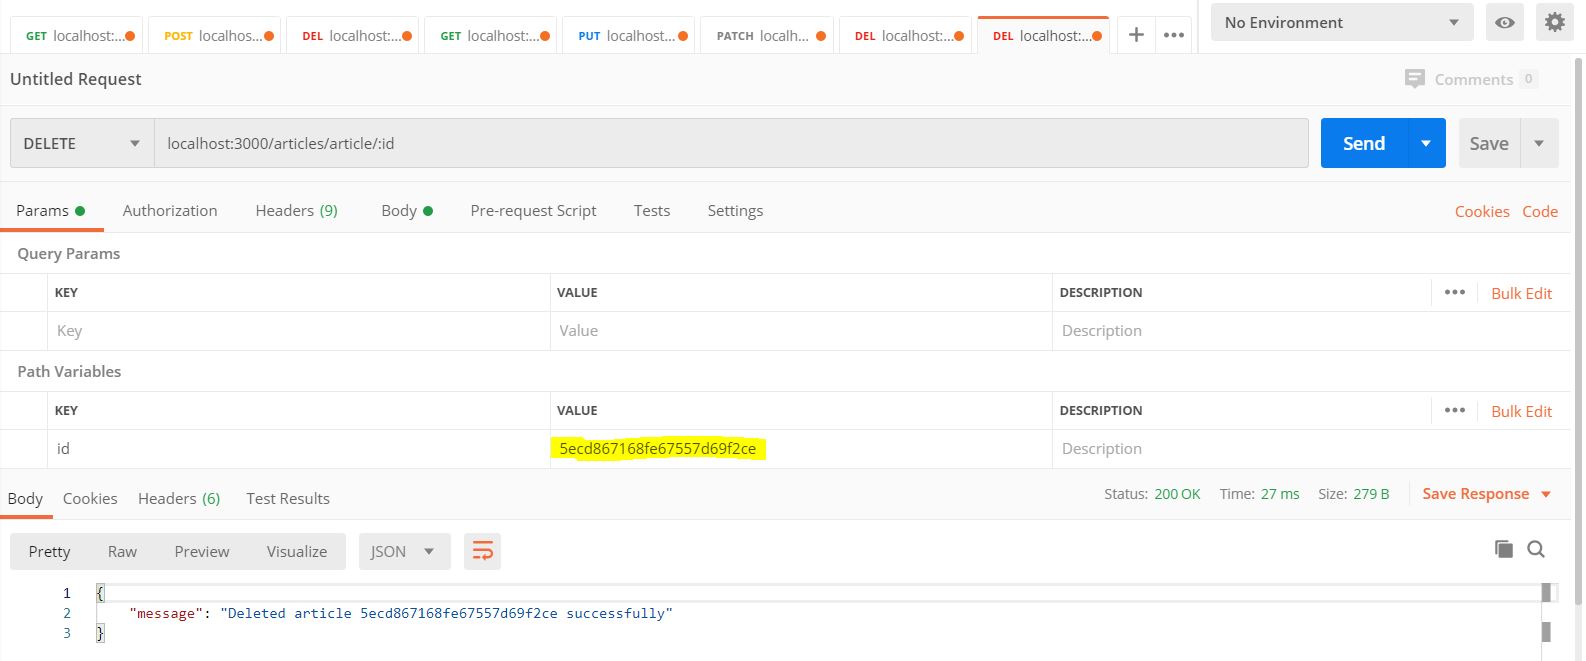 GET localhost:... POST localhos... DEL localhost:... GET localhost:... PUT localhost... PATCH localh... DEL localhost:... DEL localhost:... + ••• No Environment
Untitled Request Comments 0
DELETE localhost:3000/articles/article/:id Send Save
Params Authorization Headers (9) Body Pre-request Script Tests Settings Cookies Code
Query Params
KEY VALUE DESCRIPTION ••• Bulk Edit
Key Value Description
Path Variables
KEY VALUE DESCRIPTION ••• Bulk Edit
id 5ecd867168fe67557d69f2ce Description
Body Cookies Headers (6) Test Results Status: 200 OK Time: 27 ms Size: 279 B Save Response
Pretty Raw Preview Visualize JSON
1 {
2 "message": "Deleted article 5ecd867168fe67557d69f2ce successfully"
3 }